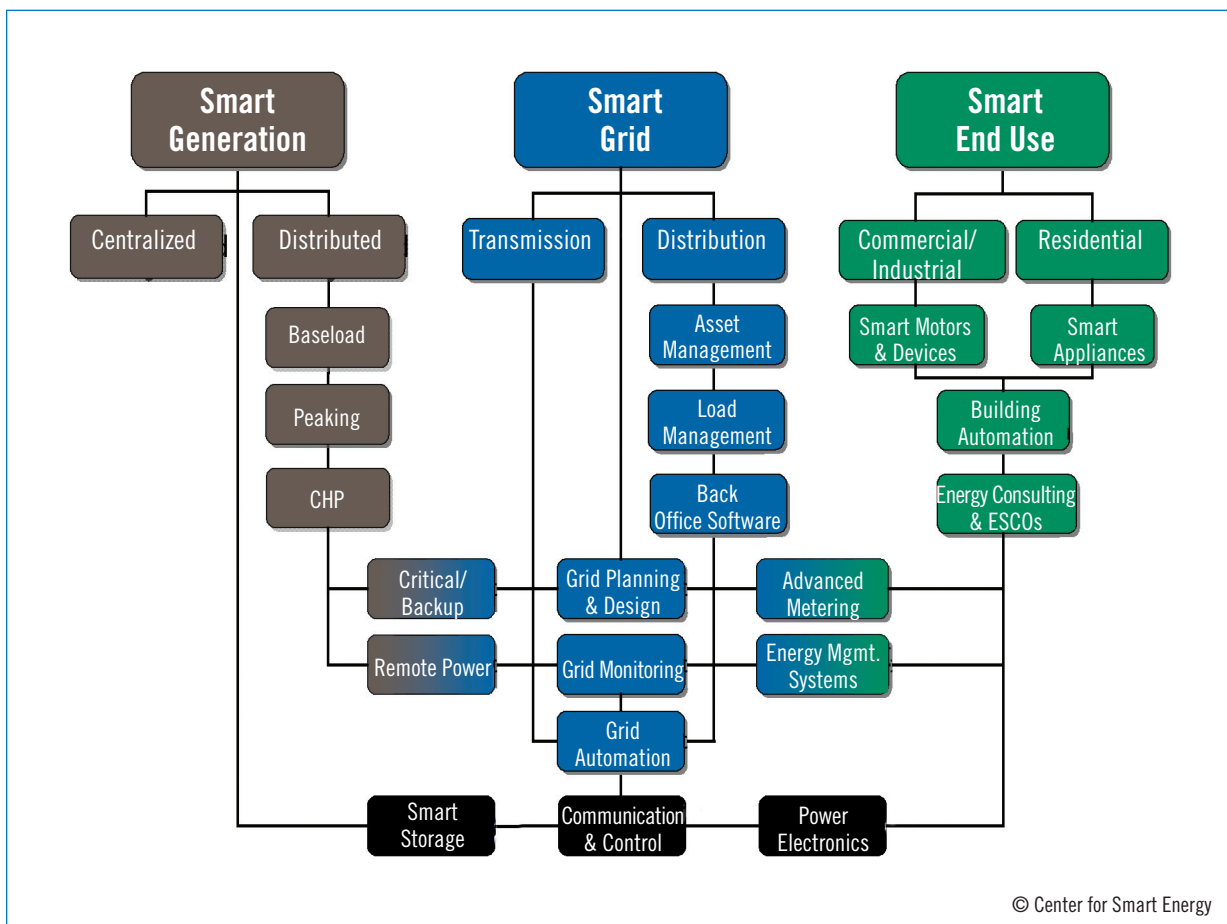 Smart
Generation
Smart
Grid
Smart
End Use
Centralized
Distributed
Transmission
Distribution
Commercial/
Industrial
Residential
Baseload
Asset
Management
Smart Motors
& Devices
Smart
Appliances
Peaking
Load
Management
Building
Automation
CHP
Back
Office Software
Energy Consulting
& ESCOs
Critical/
Backup
Grid Planning
& Design
Advanced
Metering
Remote Power
Grid Monitoring
Energy Mgmt.
Systems
Grid
Automation
Smart
Storage
Communication
& Control
Power
Electronics
© Center for Smart Energy